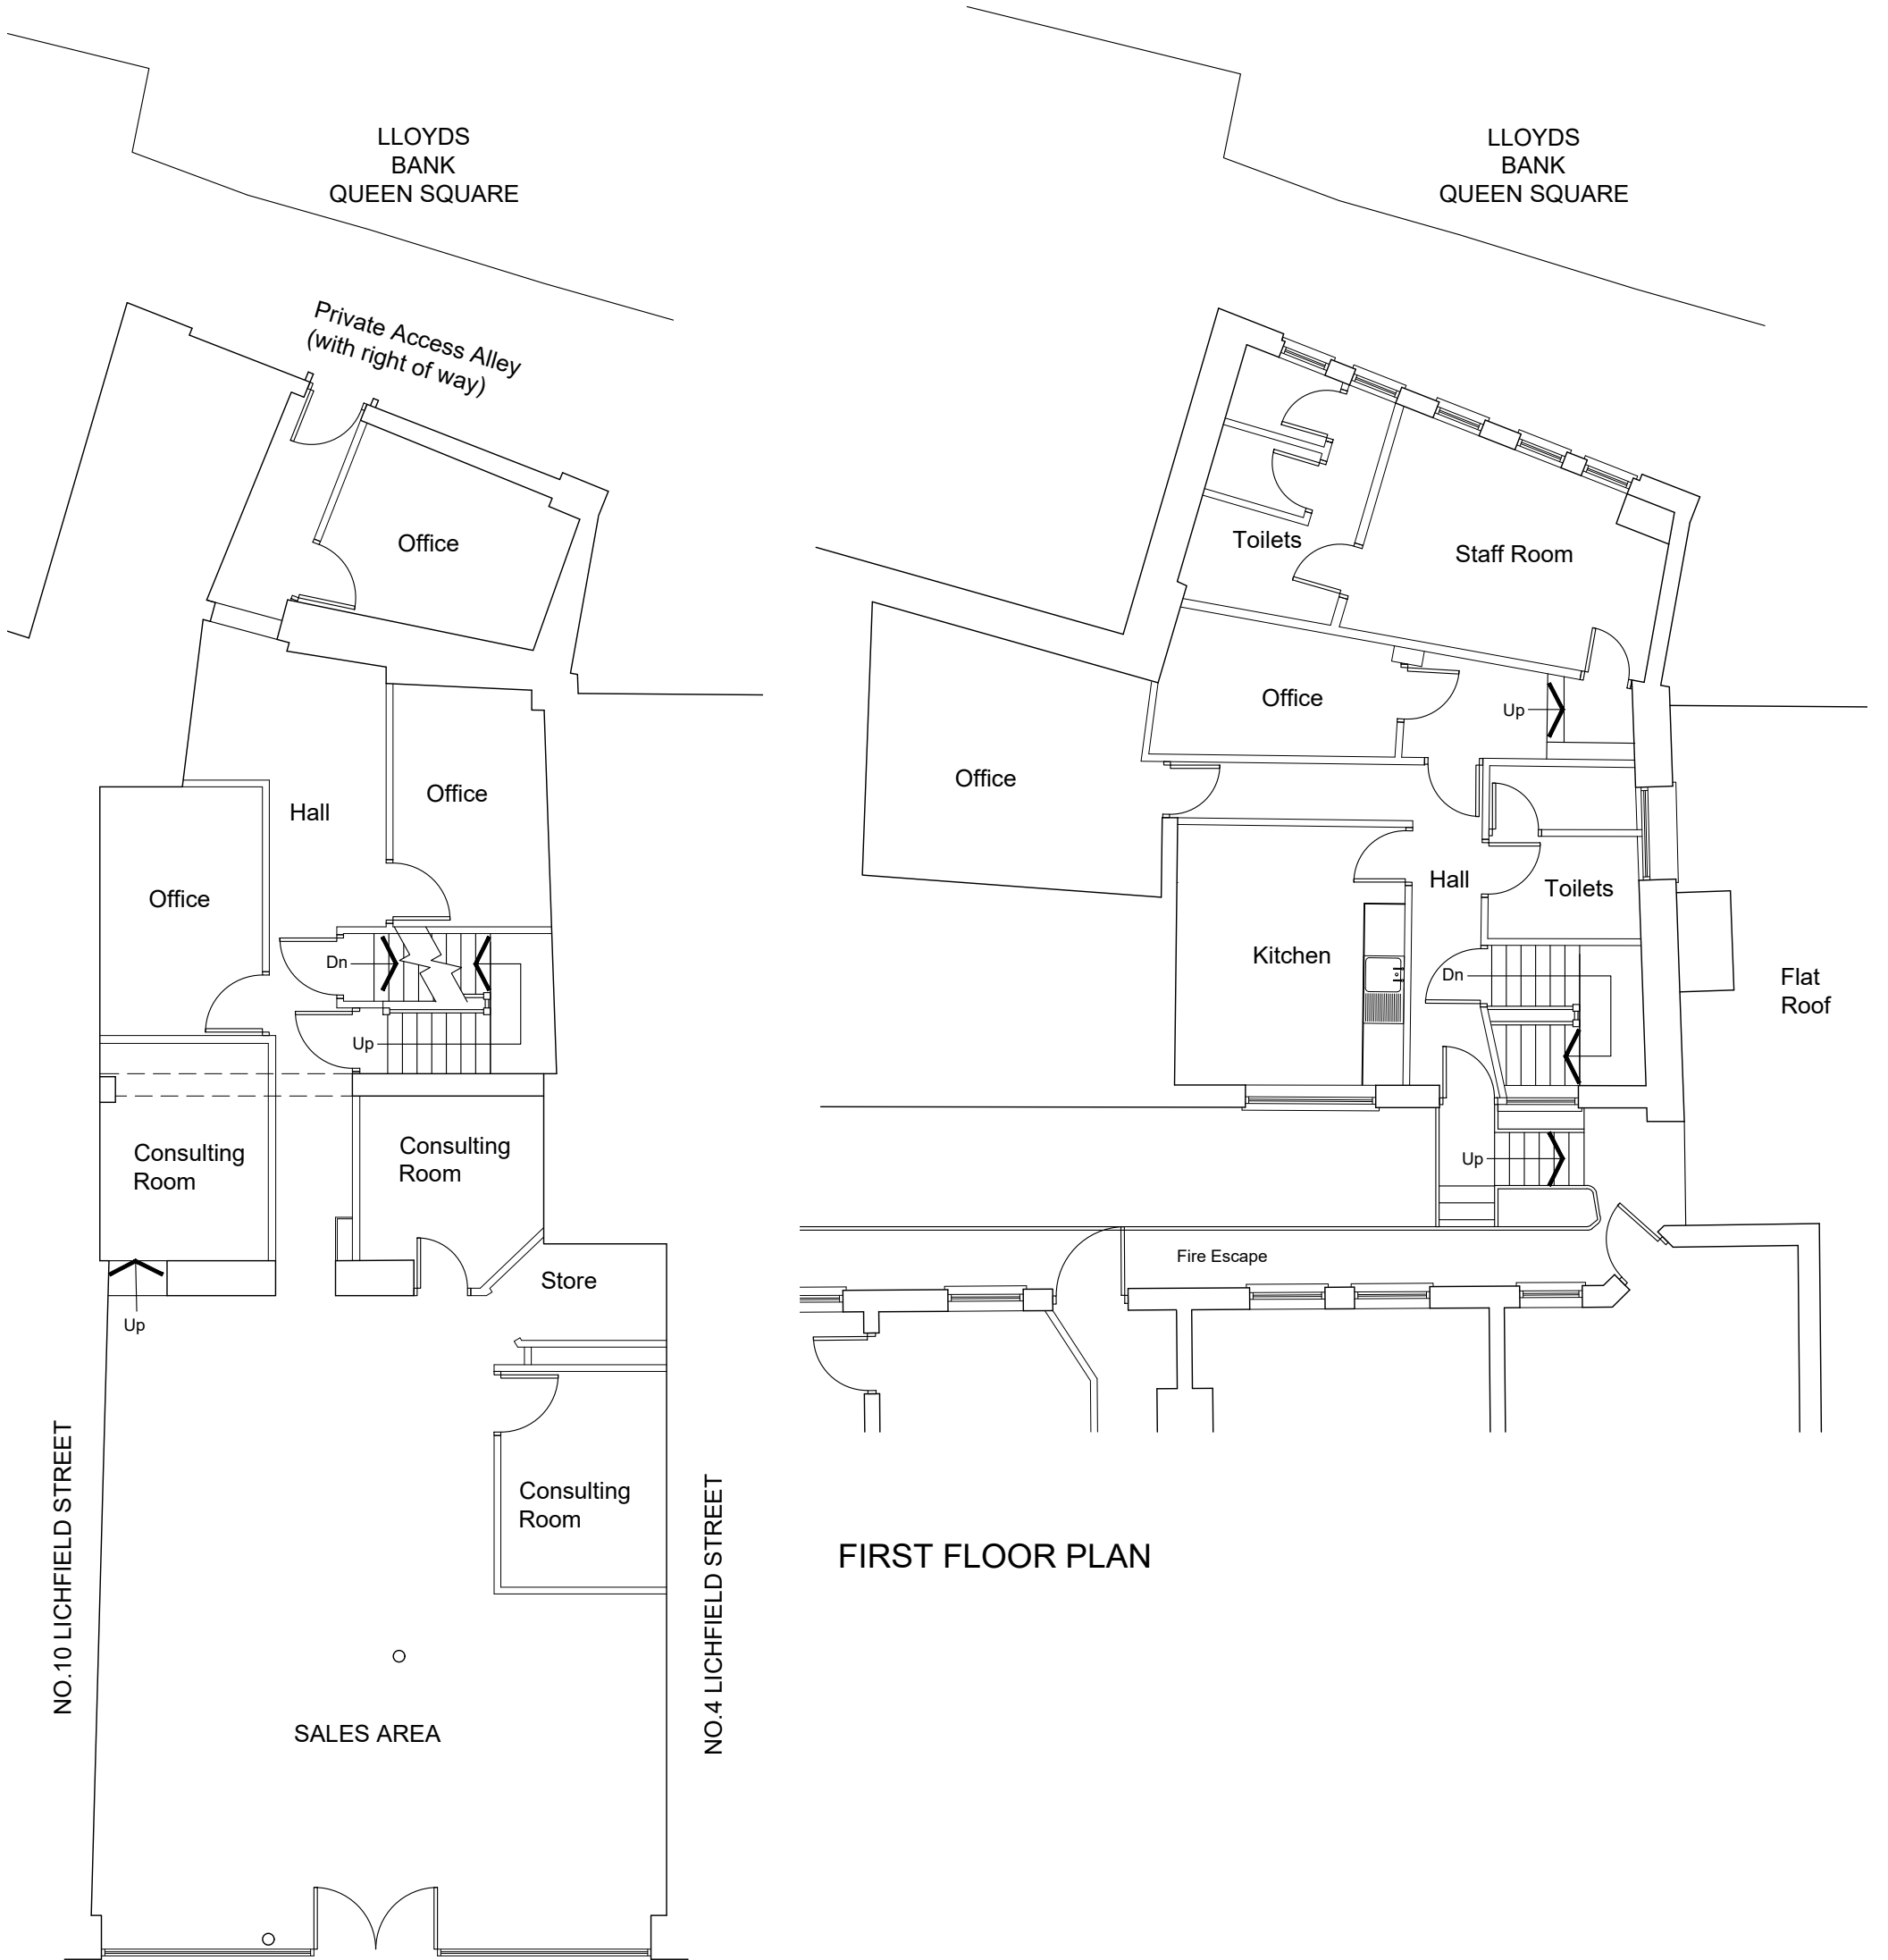 LLOYDS
BANK
QUEEN SQUARE
Private Access Alley
(with right of way)
Office
Office
Hall
Office
Dn
Up
Consulting
Room
Consulting
Room
Store
Up
Consulting
Room
NO.10 LICHFIELD STREET
NO.4 LICHFIELD STREET
SALES AREA
LLOYDS
BANK
QUEEN SQUARE
Toilets
Staff Room
Office
Up
Office
Hall
Toilets
Kitchen
Dn
Flat
Roof
Up
Fire Escape
FIRST FLOOR PLAN